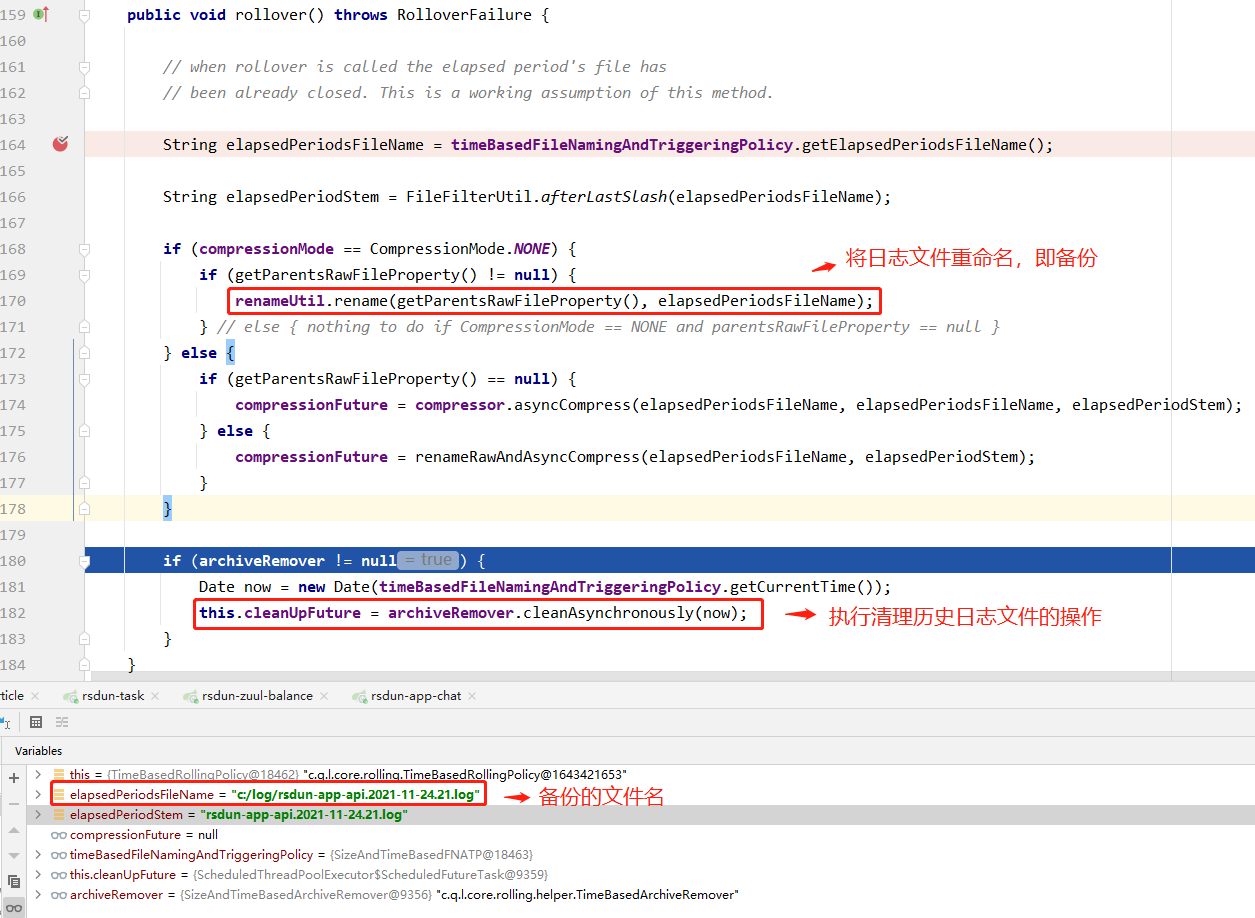 159 public void rollover() throws RolloverFailure {
160
161 // when rollover is called the elapsed period's file has
162 // been already closed. This is a working assumption of this method.
163
164 String elapsedPeriodsFileName = timeBasedFileNamingAndTriggeringPolicy.getElapsedPeriodsFileName();
165
166 String elapsedPeriodStem = FileFilterUtil.afterLastSlash(elapsedPeriodsFileName);
167
168 if (compressionMode == CompressionMode.NONE) {
将日志文件重命名，即备份
169 if (getParentsRawFileProperty() != null) {
170 renameUtil.rename(getParentsRawFileProperty(), elapsedPeriodsFileName);
171 } // else { nothing to do if CompressionMode == NONE and parentsRawFileProperty == null }
172 } else {
173 if (getParentsRawFileProperty() == null) {
174 compressionFuture = compressor.asyncCompress(elapsedPeriodsFileName, elapsedPeriodsFileName, elapsedPeriodStem);
175 } else {
176 compressionFuture = renameRawAndAsyncCompress(elapsedPeriodsFileName, elapsedPeriodStem);
177 }
178 }
179
180 if (archiveRemover != null = true ) {
181 Date now = new Date(timeBasedFileNamingAndTriggeringPolicy.getCurrentTime());
182 this.cleanUpFuture = archiveRemover.cleanAsynchronously(now); 执行清理历史日志文件的操作
183 }
184 }
rticle rsdun-task rsdun-zuul-balance rsdun-app-chat
Variables
this = {TimeBasedRollingPolicy@18462} "c.q.l.core.rolling.TimeBasedRollingPolicy@1643421653"
elapsedPeriodsFileName = "c:/log/rsdun-app-api.2021-11-24.21.log" 备份的文件名
elapsedPeriodStem = "rsdun-app-api.2021-11-24.21.log"
compressionFuture = null
timeBasedFileNamingAndTriggeringPolicy = {SizeAndTimeBasedFNATP@18463}
this.cleanUpFuture = {ScheduledThreadPoolExecutor$ScheduledFutureTask@9359}
archiveRemover = {SizeAndTimeBasedArchiveRemover@9356} "c.q.l.core.rolling.helper.TimeBasedArchiveRemover"